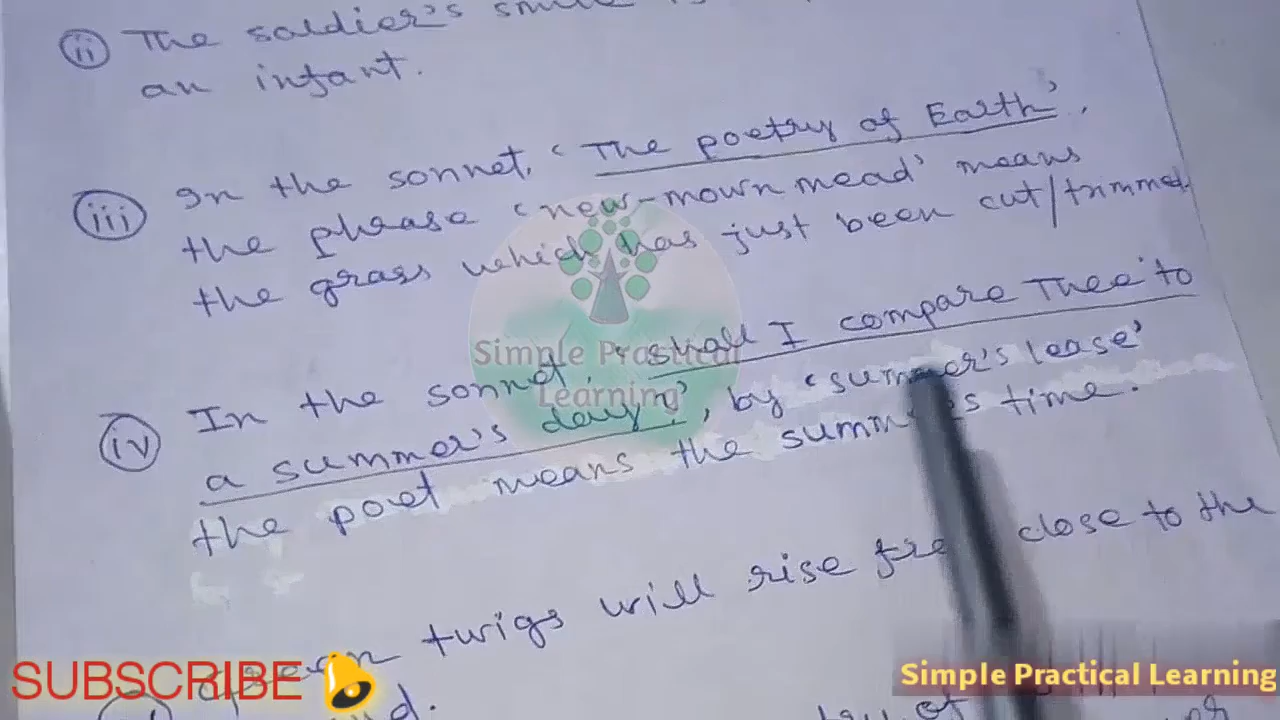 ii The soldier's smile
an infant.
iii In the sonnet, 'The poetry of Earth',
the phrase 'new-mown mead' means
the grass which has just been cut/trimmed
iv In the sonnet, 'shall I compare Thee to
a summer's day?', by 'summer's lease'
the poet means the summer's time.
Green twigs will rise close to the
of
Simple Practical
Learning
SUBSCRIBE
Simple Practical Learning